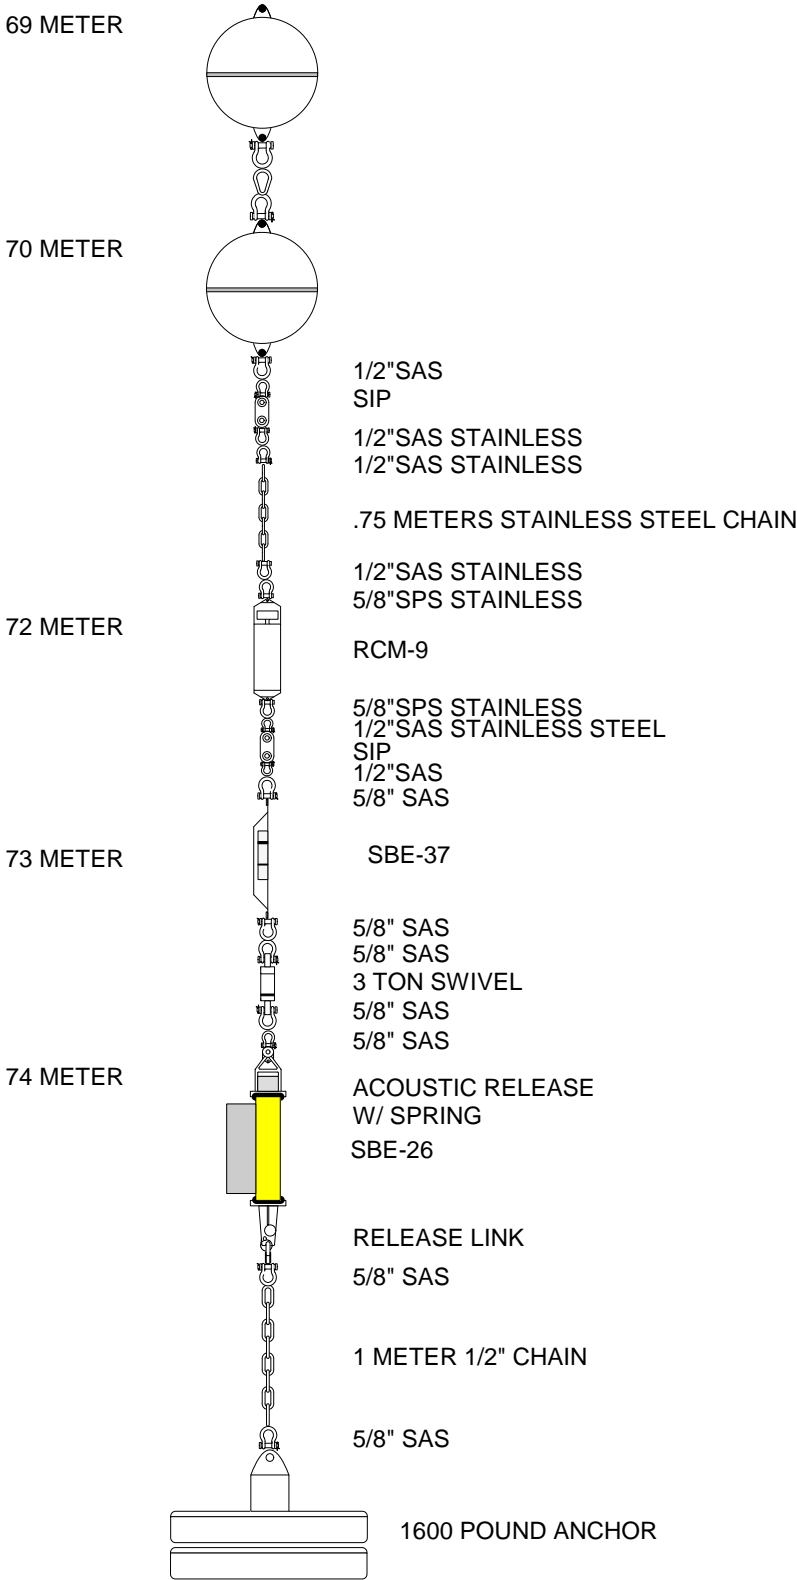 69 METER
70 METER
1/2"SAS
SIP
1/2"SAS STAINLESS
1/2"SAS STAINLESS
.75 METERS STAINLESS STEEL CHAIN
1/2"SAS STAINLESS
5/8"SPS STAINLESS
72 METER
RCM-9
5/8"SPS STAINLESS
1/2"SAS STAINLESS STEEL
SIP
1/2"SAS
5/8" SAS
73 METER
SBE-37
5/8" SAS
5/8" SAS
3 TON SWIVEL
5/8" SAS
5/8" SAS
74 METER
ACOUSTIC RELEASE
W/ SPRING
SBE-26
RELEASE LINK
5/8" SAS
1 METER 1/2" CHAIN
5/8" SAS
1600 POUND ANCHOR